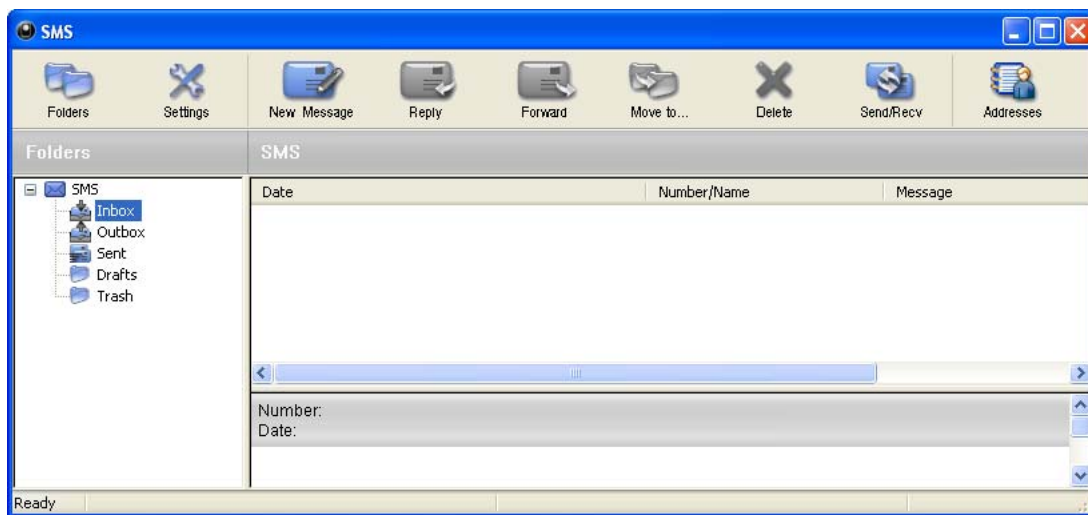 SMS
Folders Settings New Message Reply Forward Move to... Delete Send/Recv Addresses
Folders SMS
SMS
Inbox
Outbox
Sent
Drafts
Trash
Date Number/Name Message
Number:
Date:
Ready